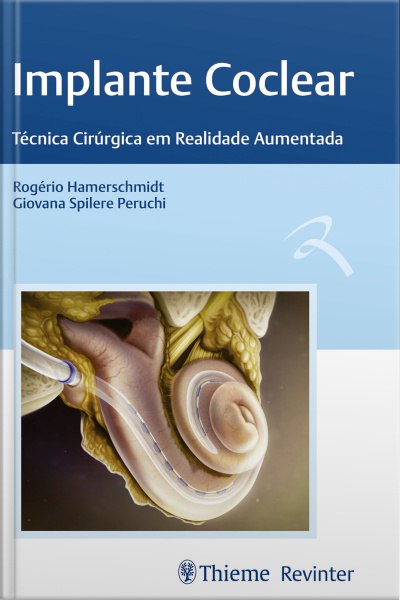 Implante Coclear
Técnica Cirúrgica em Realidade Aumentada
Rogério Hamerschmidt
Giovana Spilere Peruchi
Thieme Revinter